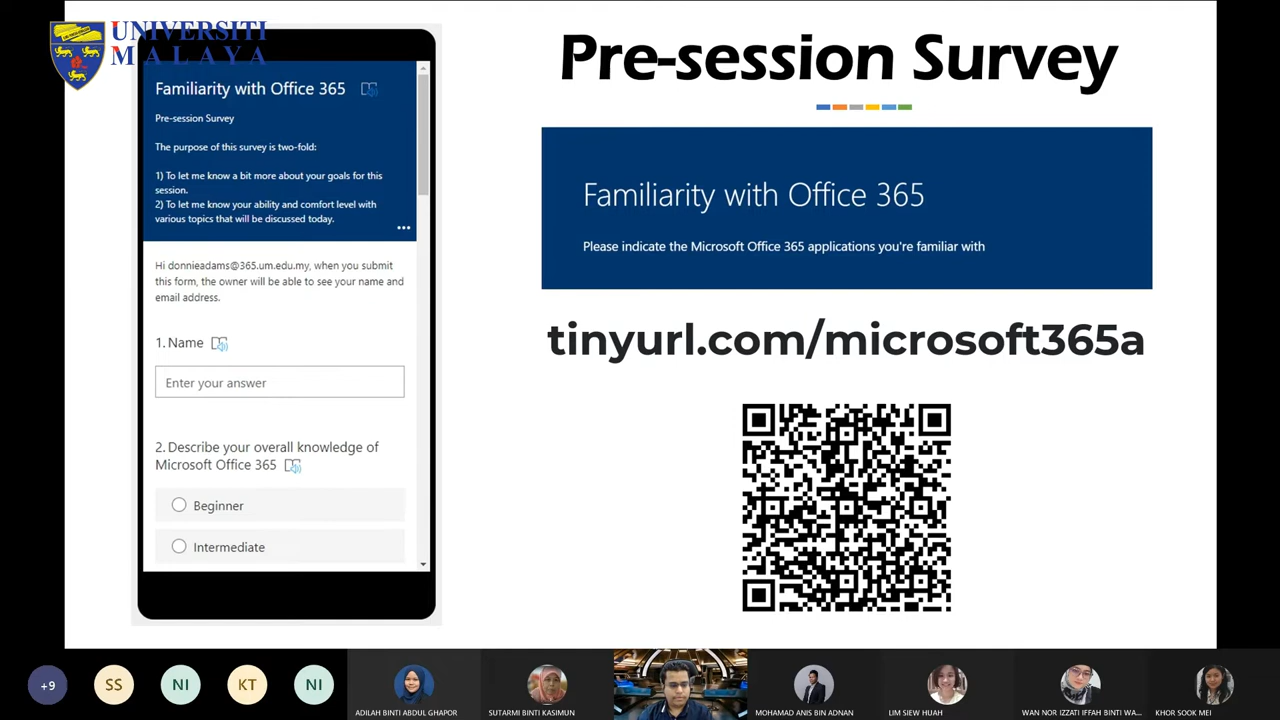 UNIVERSITI
MALAYA
Familiarity with Office 365
Pre-session Survey
The purpose of this survey is two-fold:
1) To let me know a bit more about your goals for this
session.
2) To let me know your ability and comfort level with
various topics that will be discussed today.
Hi donnieadams@365.um.edu.my, when you submit
this form, the owner will be able to see your name and
email address.
1. Name
Enter your answer
2. Describe your overall knowledge of
Microsoft Office 365
Beginner
Intermediate
Pre-session Survey
Familiarity with Office 365
Please indicate the Microsoft Office 365 applications you're familiar with
tinyurl.com/microsoft365a
+9
SS
NI
KT
NI
ADILAH BINTI ABDUL GHAPOR
SUTARMI BINTI KASIMUN
MOHAMAD ANIS BIN ADNAN
LIM SIEW HUAH
WAN NOR IZZATI IFFAH BINTI WA...
KHOR SOOK MEI